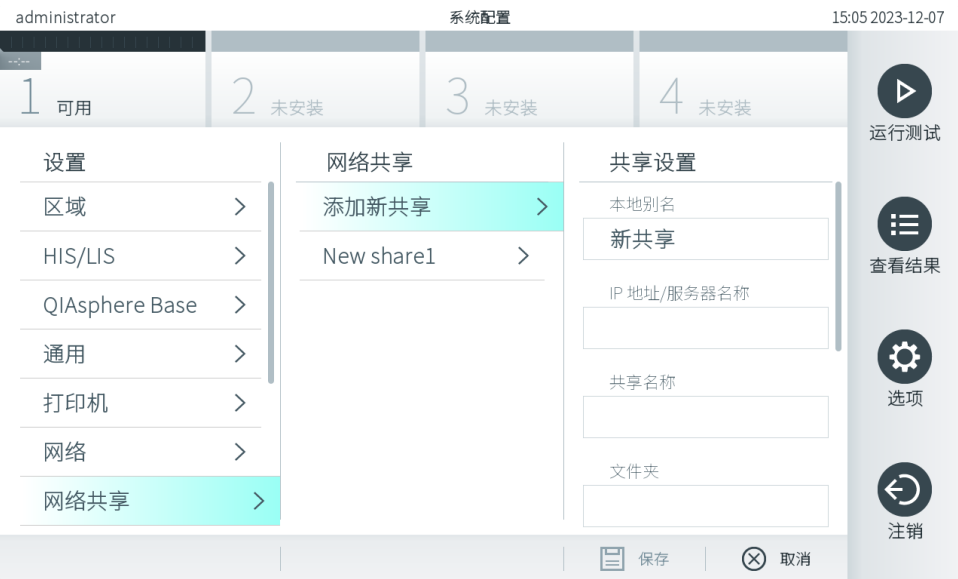 administrator
系统配置
15:05 2023-12-07
--:--
1 可用
2 未安装
3 未安装
4 未安装
运行测试
查看结果
选项
注销
设置
区域
HIS/LIS
QIAsphere Base
通用
打印机
网络
网络共享
网络共享
添加新共享
New share1
共享设置
本地别名
新共享
IP 地址/服务器名称
共享名称
文件夹
保存
取消